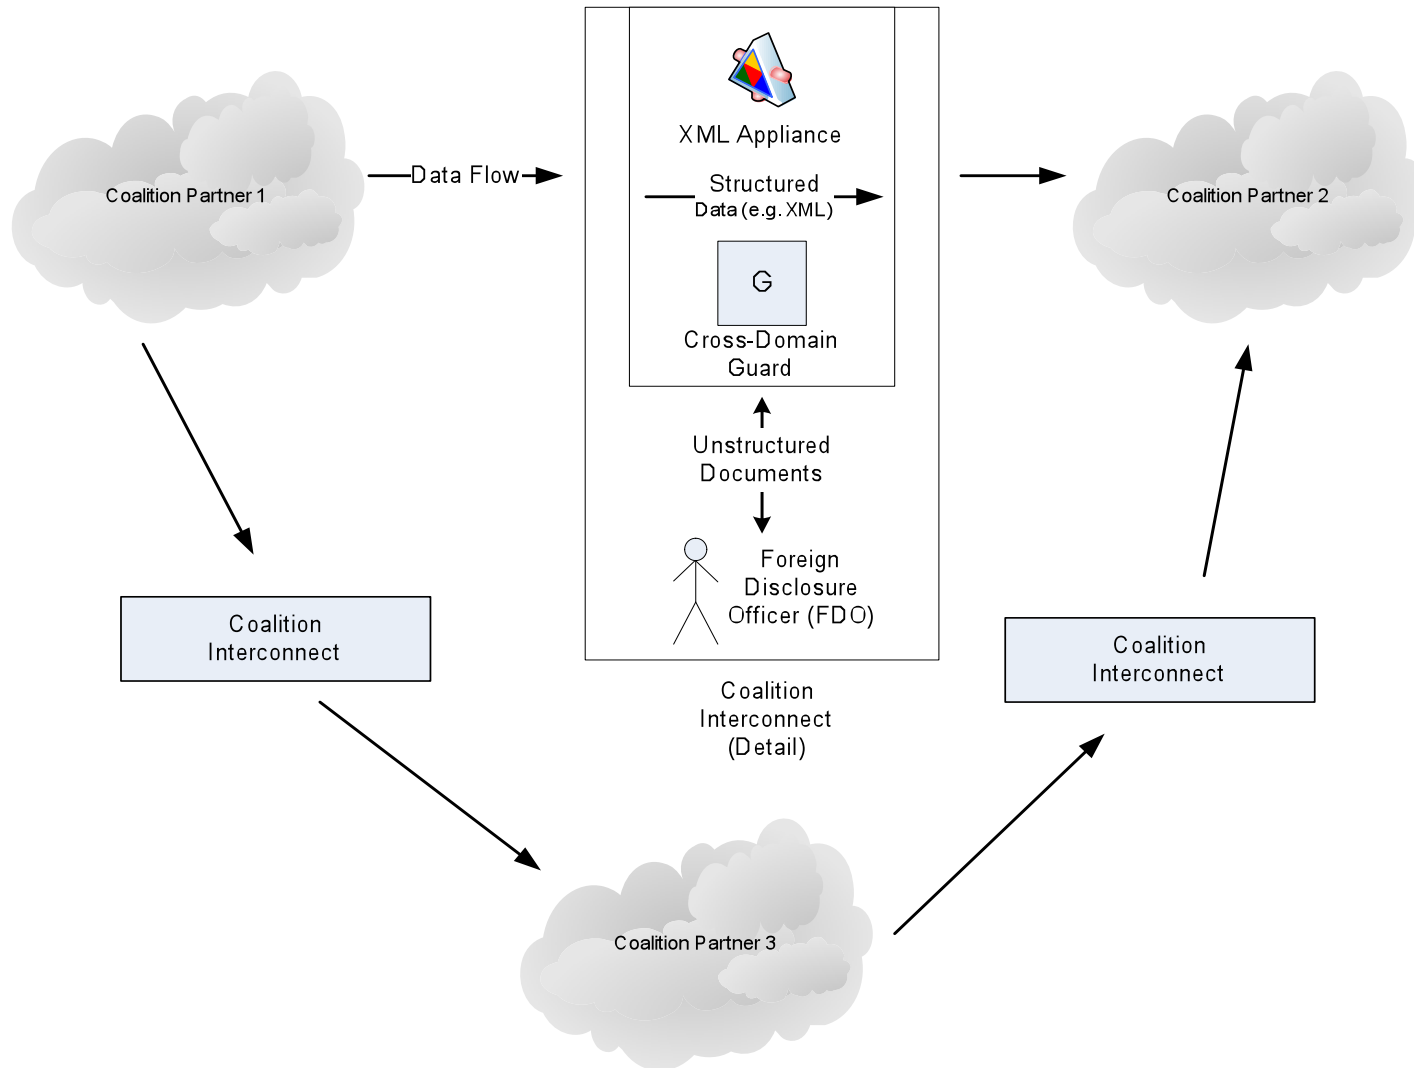 XML Appliance
Coalition Partner 1
Data Flow
Structured
Data (e.g. XML)
Coalition Partner 2
G
Cross-Domain
Guard
Unstructured
Documents
Foreign
Disclosure
Officer (FDO)
Coalition
Interconnect
Coalition
Interconnect
(Detail)
Coalition
Interconnect
Coalition Partner 3